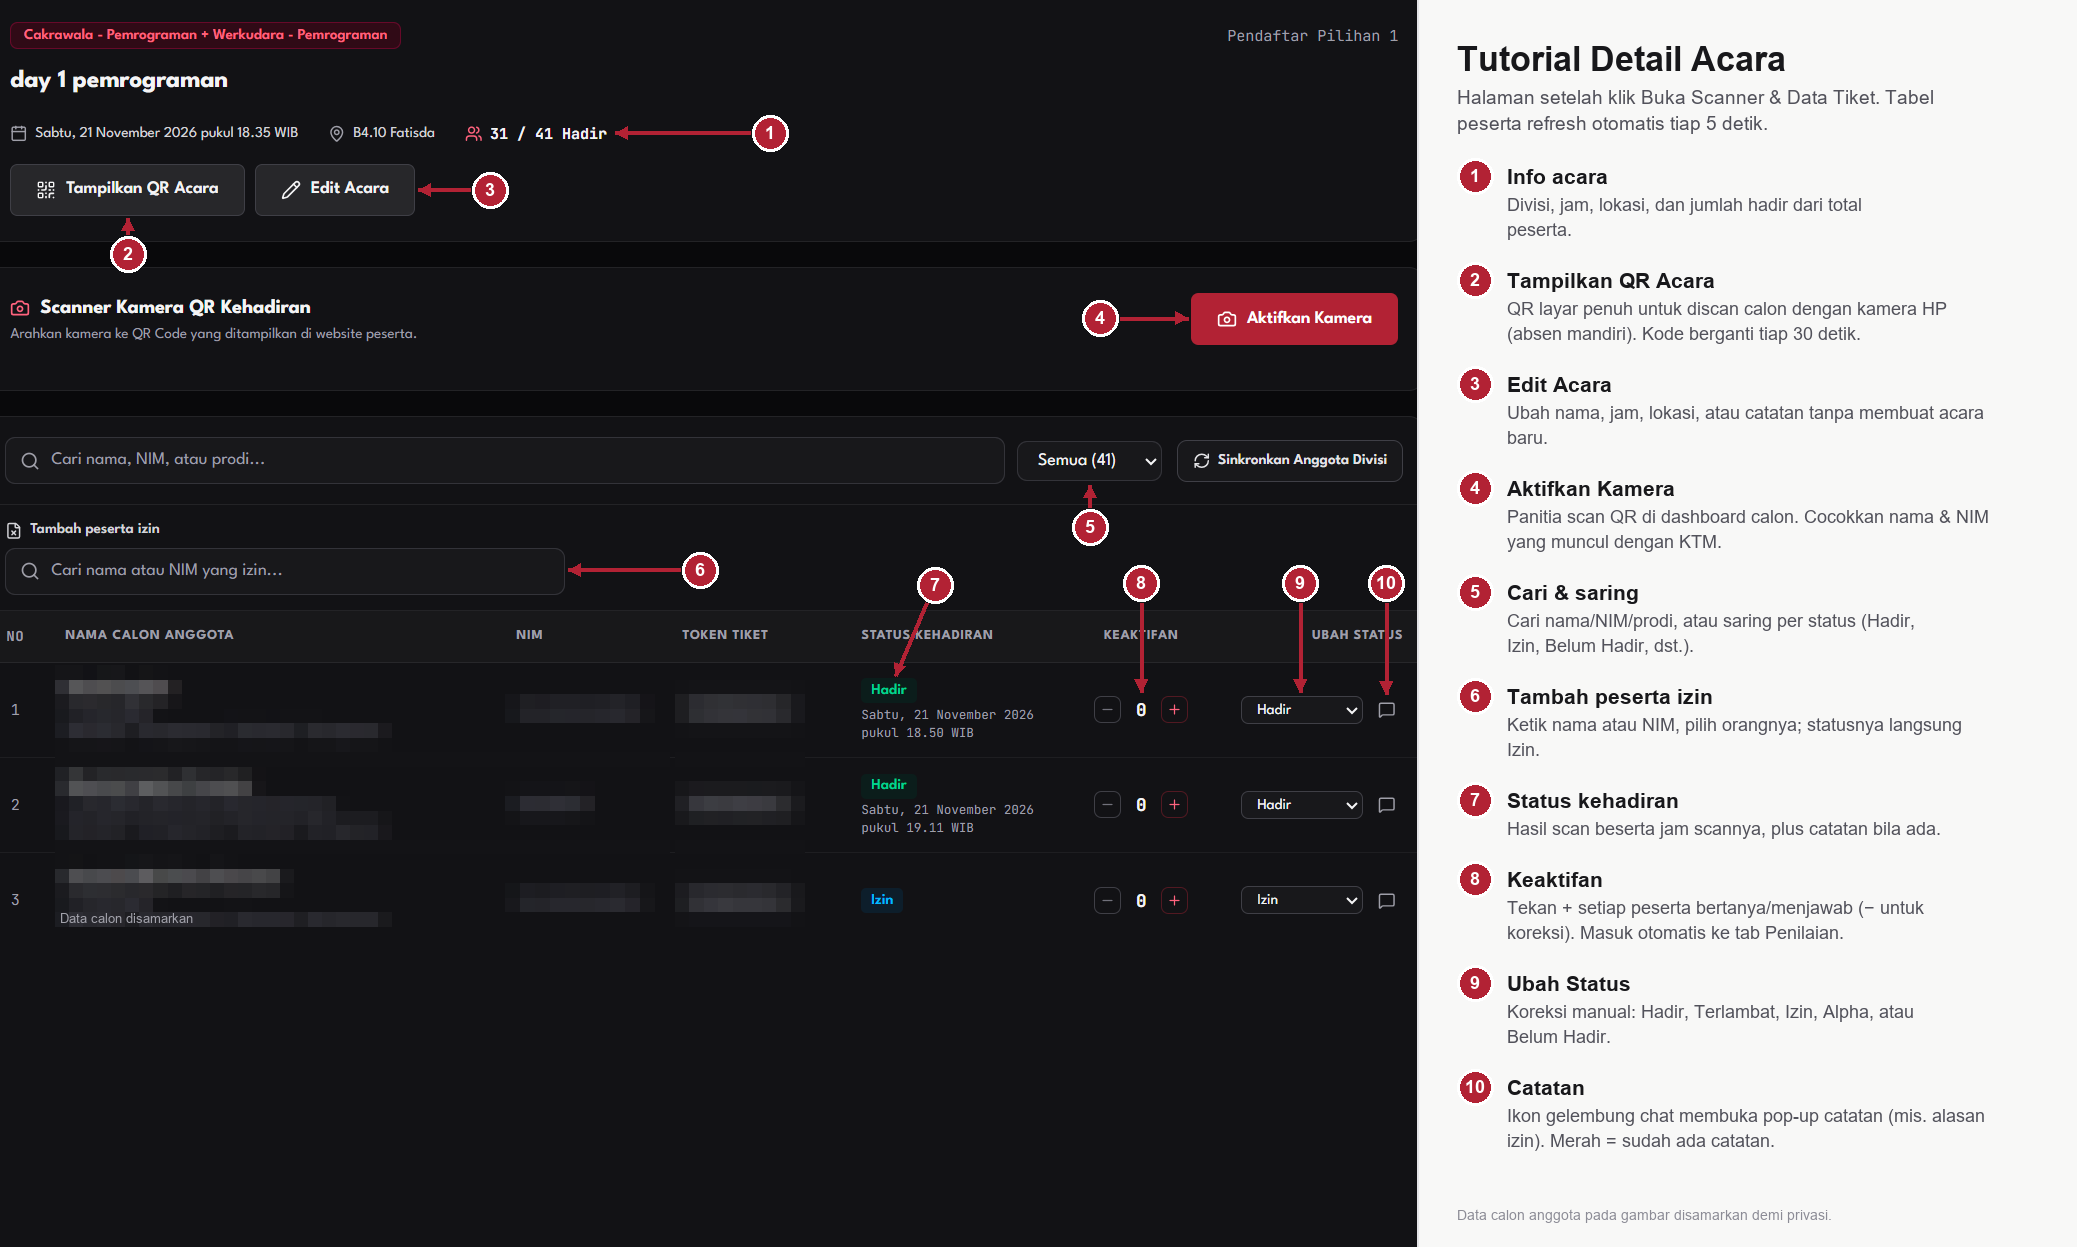 Cakrawala - Pemrograman + Werkudara - Pemrograman
Pendaftar Pilihan 1
day 1 pemrograman
Sabtu, 21 November 2026 pukul 18.35 WIB
B4.10 Fatisda
31 / 41 Hadir
1
Tampilkan QR Acara
Edit Acara
3
2
Scanner Kamera QR Kehadiran
Arahkan kamera ke QR Code yang ditampilkan di website peserta.
4
Aktifkan Kamera
Cari nama, NIM, atau prodi...
Semua (41)
Sinkronkan Anggota Divisi
5
Tambah peserta izin
Cari nama atau NIM yang izin...
6
7
8
9
10
NO
NAMA CALON ANGGOTA
NIM
TOKEN TIKET
STATUS KEHADIRAN
KEAKTIFAN
UBAH STATUS
1
Hadir
Sabtu, 21 November 2026
pukul 18.50 WIB
0
Hadir
2
Hadir
Sabtu, 21 November 2026
pukul 19.11 WIB
0
Hadir
3
Data calon disamarkan
Izin
0
Izin
Tutorial Detail Acara
Halaman setelah klik Buka Scanner & Data Tiket. Tabel
peserta refresh otomatis tiap 5 detik.
1
Info acara
Divisi, jam, lokasi, dan jumlah hadir dari total
peserta.
2
Tampilkan QR Acara
QR layar penuh untuk discan calon dengan kamera HP
(absen mandiri). Kode berganti tiap 30 detik.
3
Edit Acara
Ubah nama, jam, lokasi, atau catatan tanpa membuat acara
baru.
4
Aktifkan Kamera
Panitia scan QR di dashboard calon. Cocokkan nama & NIM
yang muncul dengan KTM.
5
Cari & saring
Cari nama/NIM/prodi, atau saring per status (Hadir,
Izin, Belum Hadir, dst.).
6
Tambah peserta izin
Ketik nama atau NIM, pilih orangnya; statusnya langsung
Izin.
7
Status kehadiran
Hasil scan beserta jam scannya, plus catatan bila ada.
8
Keaktifan
Tekan + setiap peserta bertanya/menjawab (− untuk
koreksi). Masuk otomatis ke tab Penilaian.
9
Ubah Status
Koreksi manual: Hadir, Terlambat, Izin, Alpha, atau
Belum Hadir.
10
Catatan
Ikon gelembung chat membuka pop-up catatan (mis. alasan
izin). Merah = sudah ada catatan.
Data calon anggota pada gambar disamarkan demi privasi.